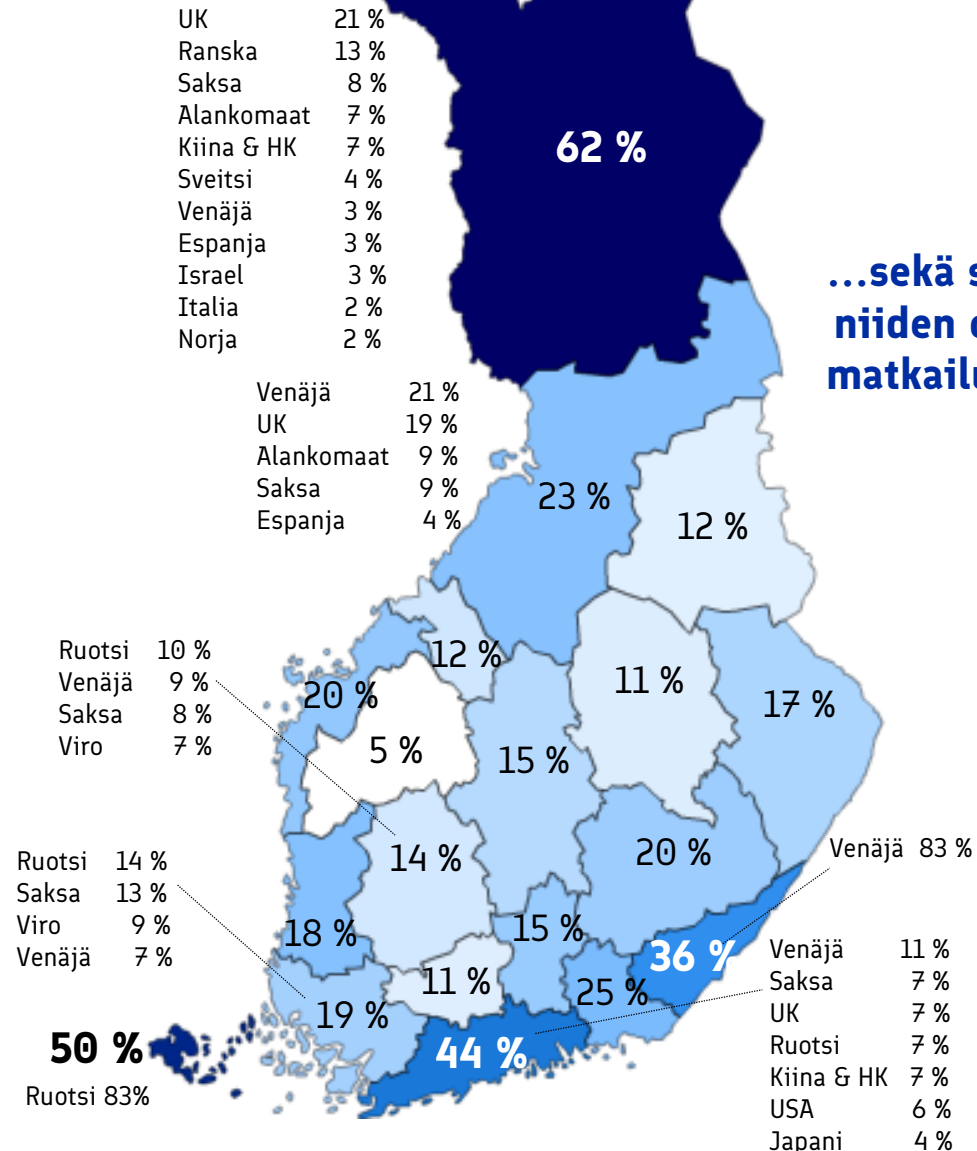 UK 21 %
Ranska 13 %
Saksa 8 %
Alankomaat 7 %
Kiina & HK 7 %
Sveitsi 4 %
Venäjä 3 %
Espanja 3 %
Israel 3 %
Italia 2 %
Norja 2 %
62 %
...sekä
niiden
Venäjä 21 %
UK 19 %
Alankomaat 9 %
Saksa 9 %
Espanja 4 %
23 %
12 %
Ruotsi 10 %
Venäjä 9 %
Saksa 8 %
Viro 7 %
12 %
20 %
11 %
17 %
5 %
15 %
14 %
20 %
Venäjä 83 %
Ruotsi 14 %
Saksa 13 %
Viro 9 %
Venäjä 7 %
18 %
15 %
36 %
11 %
25 %
19 %
44 %
50 %
Ruotsi 83%
Venäjä 11 %
Saksa 7 %
UK 7 %
Ruotsi 7 %
Kiina & HK 7 %
USA 6 %
Japani 4 %